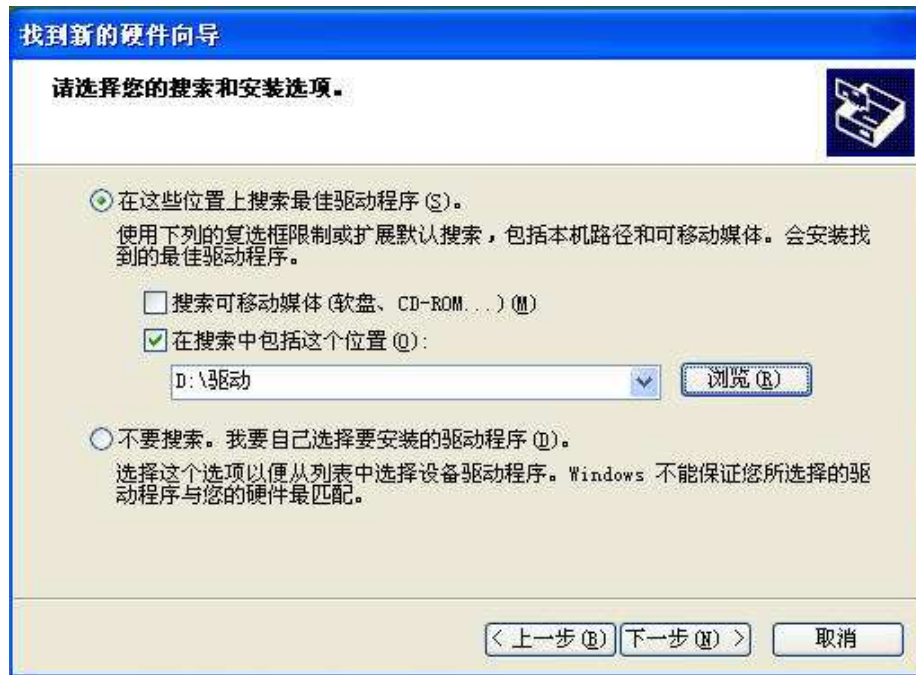 找到新的硬件向导
请选择您的搜索和安装选项。
在这些位置上搜索最佳驱动程序(S)。
使用下列的复选框限制或扩展默认搜索，包括本机路径和可移动媒体。会安装找
到的最佳驱动程序。
搜索可移动媒体(软盘、CD-ROM...)(M)
在搜索中包括这个位置(O):
D:\驱动
浏览(R)
不要搜索。我要自己选择要安装的驱动程序(D)。
选择这个选项以便从列表中选择设备驱动程序。Windows 不能保证您所选择的驱
动程序与您的硬件最匹配。
< 上一步(B) 下一步(N) > 取消